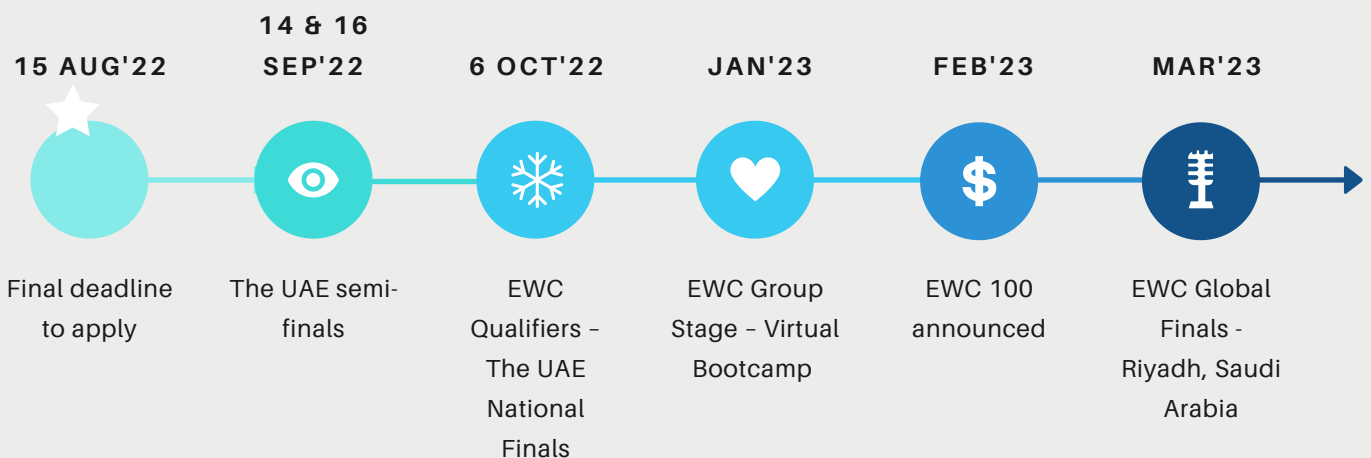 15 AUG'22
Final deadline
to apply
14 & 16
SEP'22
The UAE semi-
finals
6 OCT'22
EWC
Qualifiers –
The UAE
National
Finals
JAN'23
EWC Group
Stage – Virtual
Bootcamp
FEB'23
$
EWC 100
announced
MAR'23
EWC Global
Finals -
Riyadh, Saudi
Arabia